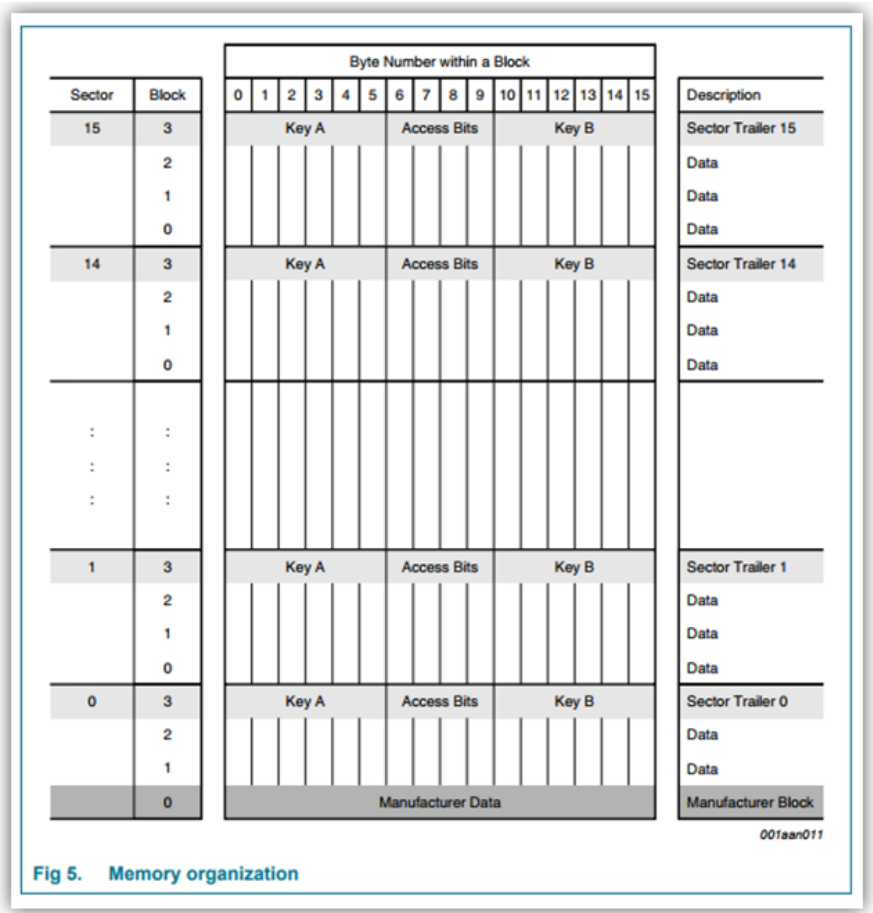 Byte Number within a Block
Sector Block 0 1 2 3 4 5 6 7 8 9 10 11 12 13 14 15 Description
15 3 Key A Access Bits Key B Sector Trailer 15
2 Data
1 Data
0 Data
14 3 Key A Access Bits Key B Sector Trailer 14
2 Data
1 Data
0 Data
: :
: :
: :
1 3 Key A Access Bits Key B Sector Trailer 1
2 Data
1 Data
0 Data
0 3 Key A Access Bits Key B Sector Trailer 0
2 Data
1 Data
0 Manufacturer Data Manufacturer Block
001aan011
Fig 5. Memory organization